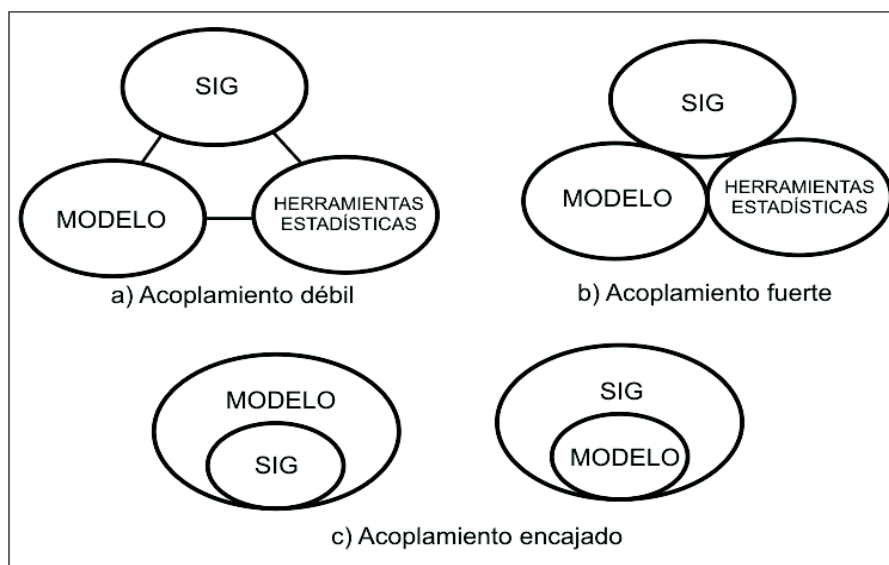 SIG
MODELO
HERRAMIENTAS
ESTADÍSTICAS
a) Acoplamiento débil
SIG
MODELO
HERRAMIENTAS
ESTADÍSTICAS
b) Acoplamiento fuerte
MODELO
SIG
SIG
MODELO
c) Acoplamiento encajado